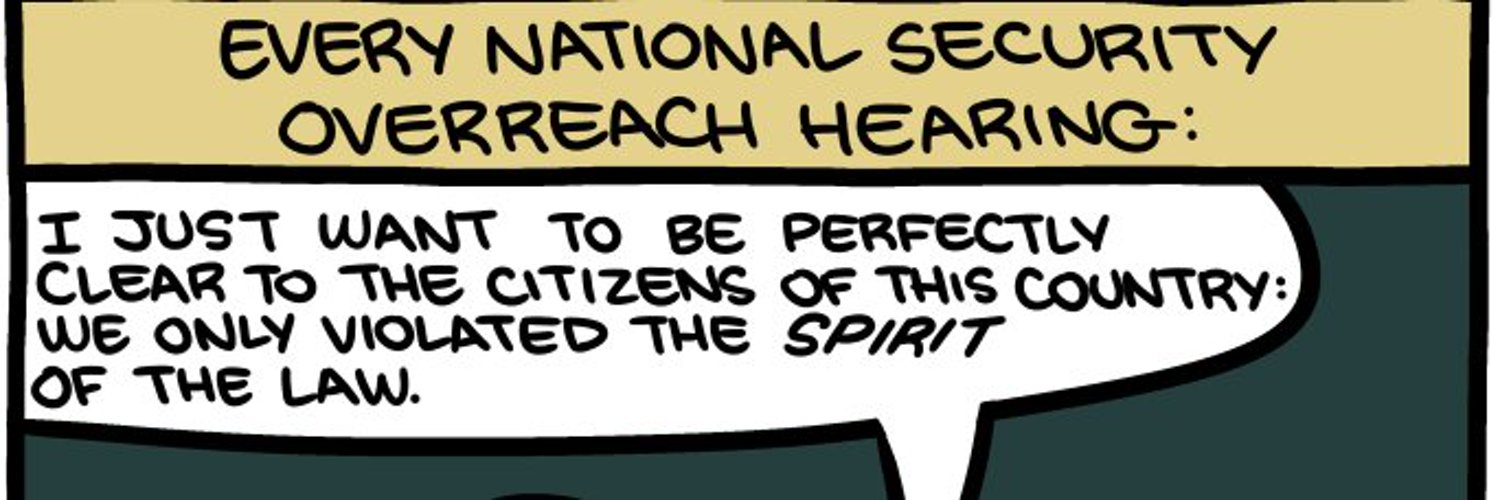 EVERY NATIONAL SECURITY
OVERREACH HEARING:
I JUST WANT TO BE PERFECTLY
CLEAR TO THE CITIZENS OF THIS COUNTRY:
WE ONLY VIOLATED THE SPIRIT
OF THE LAW.